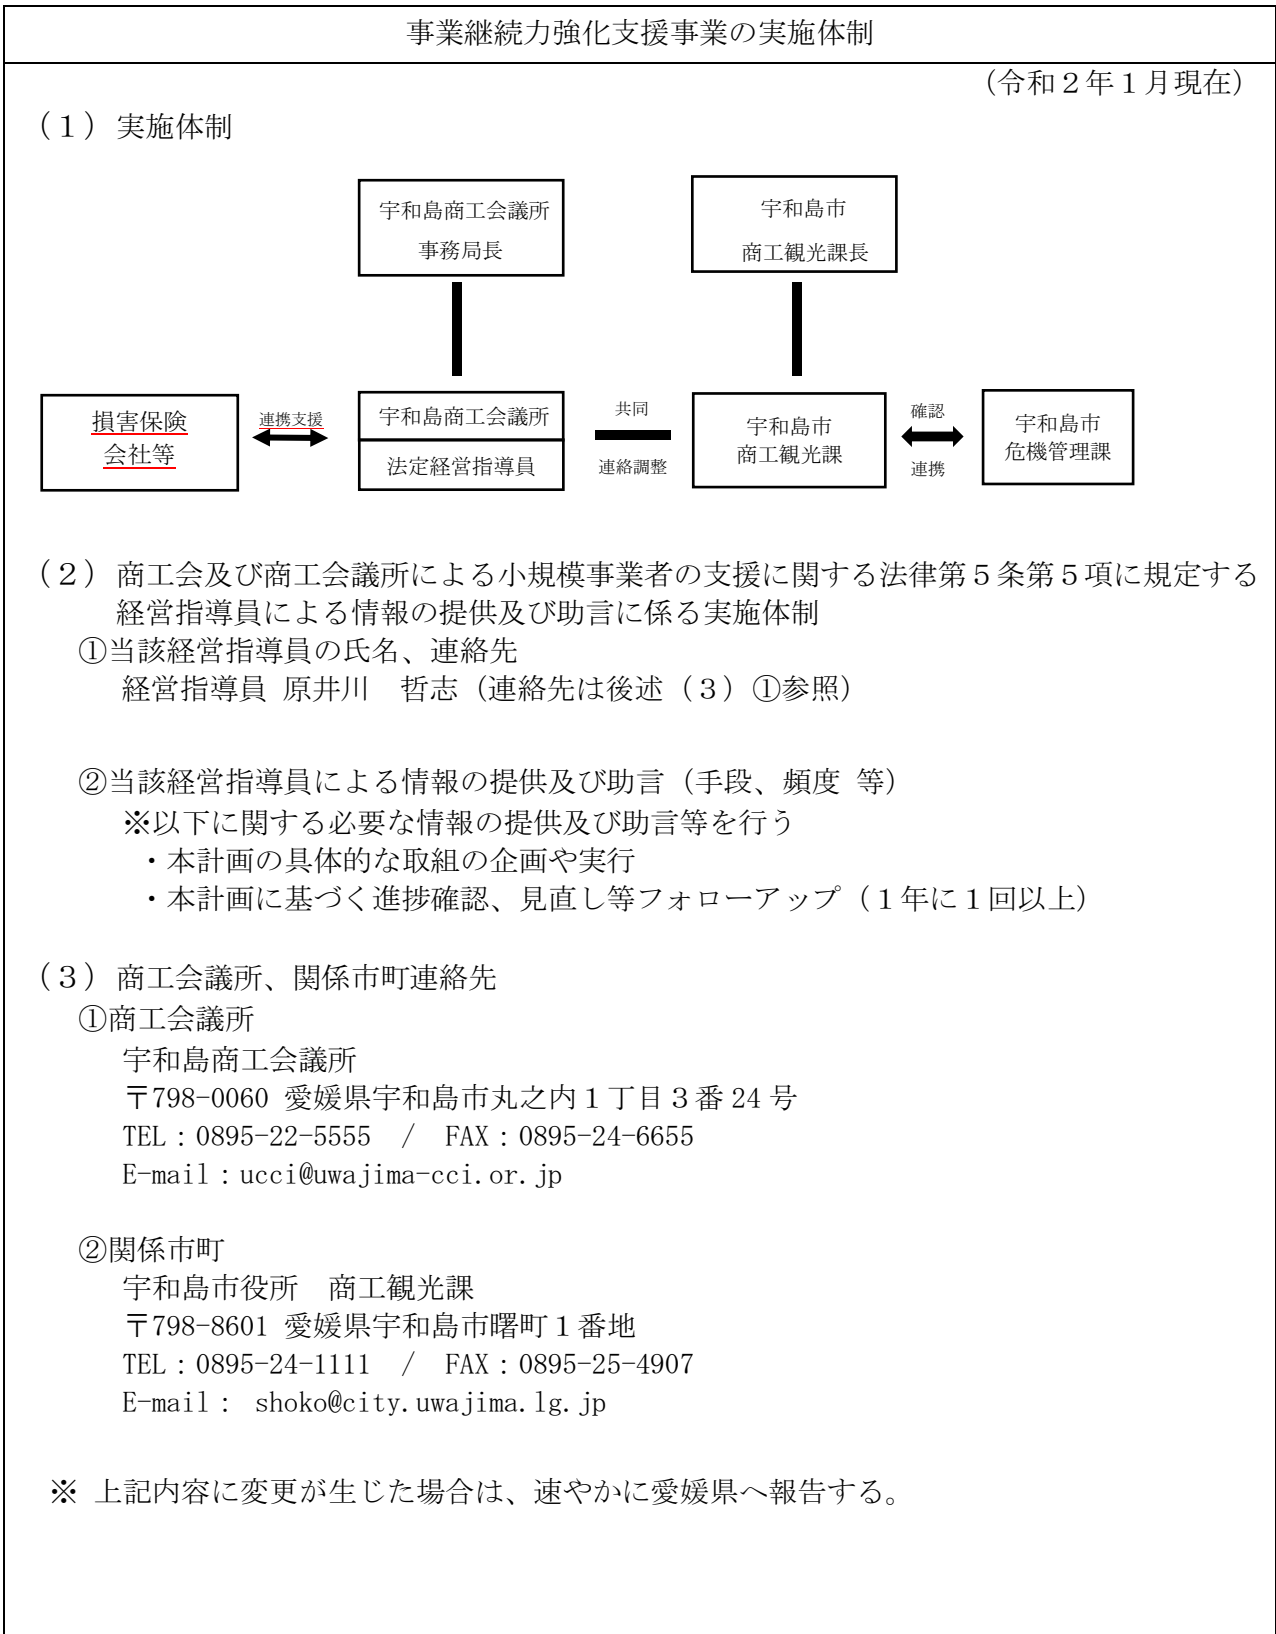 事業継続力強化支援事業の実施体制
（令和２年１月現在）
（１）実施体制
宇和島商工会議所
事務局長
宇和島市
商工観光課長
損害保険
会社等
連携支援
宇和島商工会議所
法定経営指導員
共同
連絡調整
宇和島市
商工観光課
確認
連携
宇和島市
危機管理課
（２）商工会及び商工会議所による小規模事業者の支援に関する法律第５条第５項に規定する
経営指導員による情報の提供及び助言に係る実施体制
①当該経営指導員の氏名、連絡先
経営指導員 原井川　哲志（連絡先は後述（３）①参照）
②当該経営指導員による情報の提供及び助言（手段、頻度 等）
※以下に関する必要な情報の提供及び助言等を行う
・本計画の具体的な取組の企画や実行
・本計画に基づく進捗確認、見直し等フォローアップ（１年に１回以上）
（３）商工会議所、関係市町連絡先
①商工会議所
宇和島商工会議所
〒798-0060 愛媛県宇和島市丸之内１丁目３番 24 号
TEL：0895-22-5555 / FAX：0895-24-6655
E-mail：ucci@uwajima-cci.or.jp
②関係市町
宇和島市役所　商工観光課
〒798-8601 愛媛県宇和島市曙町１番地
TEL：0895-24-1111 / FAX：0895-25-4907
E-mail： shoko@city.uwajima.lg.jp
※ 上記内容に変更が生じた場合は、速やかに愛媛県へ報告する。